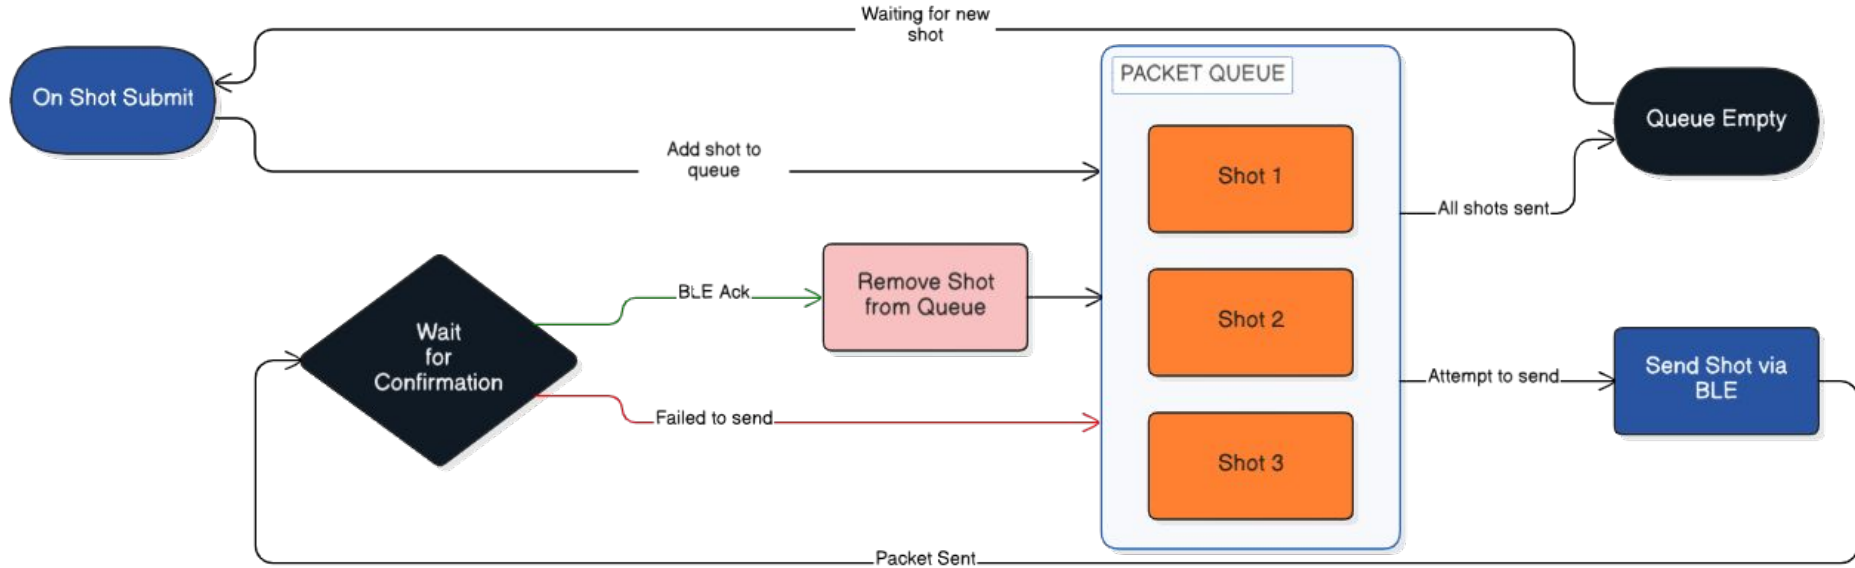 Waiting for new
shot
On Shot Submit
PACKET QUEUE
Queue Empty
Add shot to
queue
Shot 1
All shots sent
BLE Ack
Remove Shot
from Queue
Shot 2
Wait
for
Confirmation
Attempt to send
Send Shot via
BLE
Failed to send
Shot 3
Packet Sent